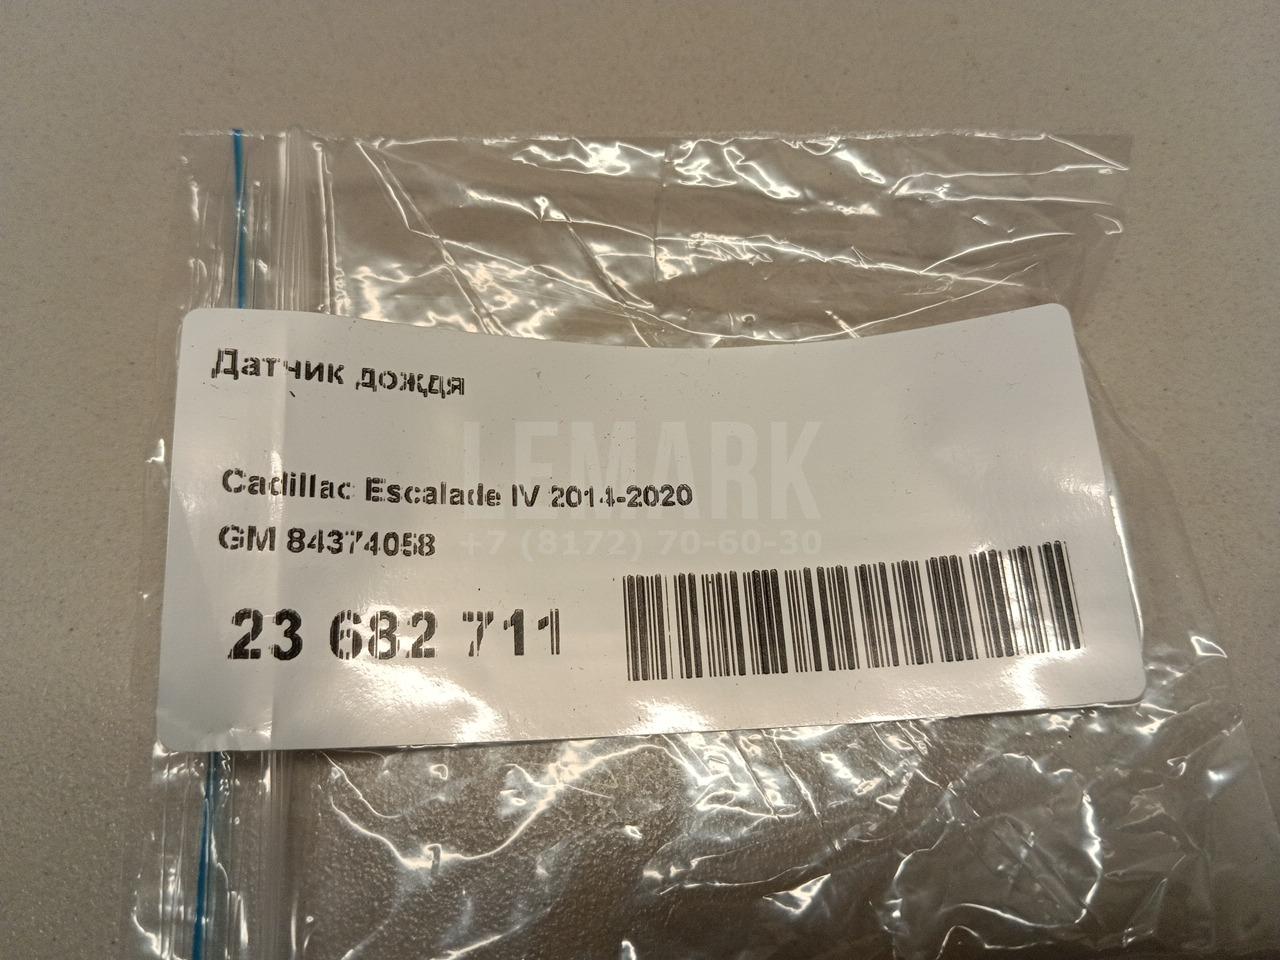 Датчик дождя
LEMARK
Cadillac Escalade IV 2014-2020
GM 84374058
+7 (8172) 70-60-30
23 682 711